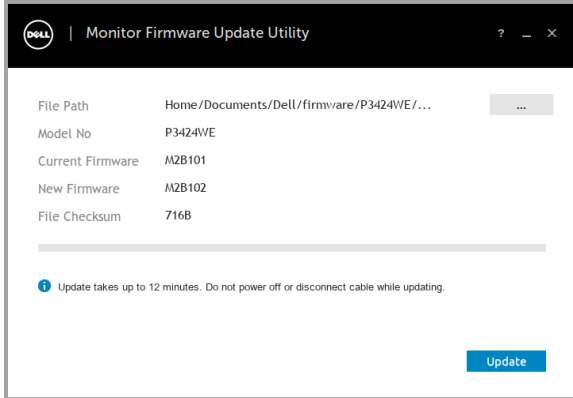 DELL | Monitor Firmware Update Utility ? _ ×
File Path Home/Documents/Dell/firmware/P3424WE/... ...
Model No P3424WE
Current Firmware M2B101
New Firmware M2B102
File Checksum 716B
Update takes up to 12 minutes. Do not power off or disconnect cable while updating.
Update